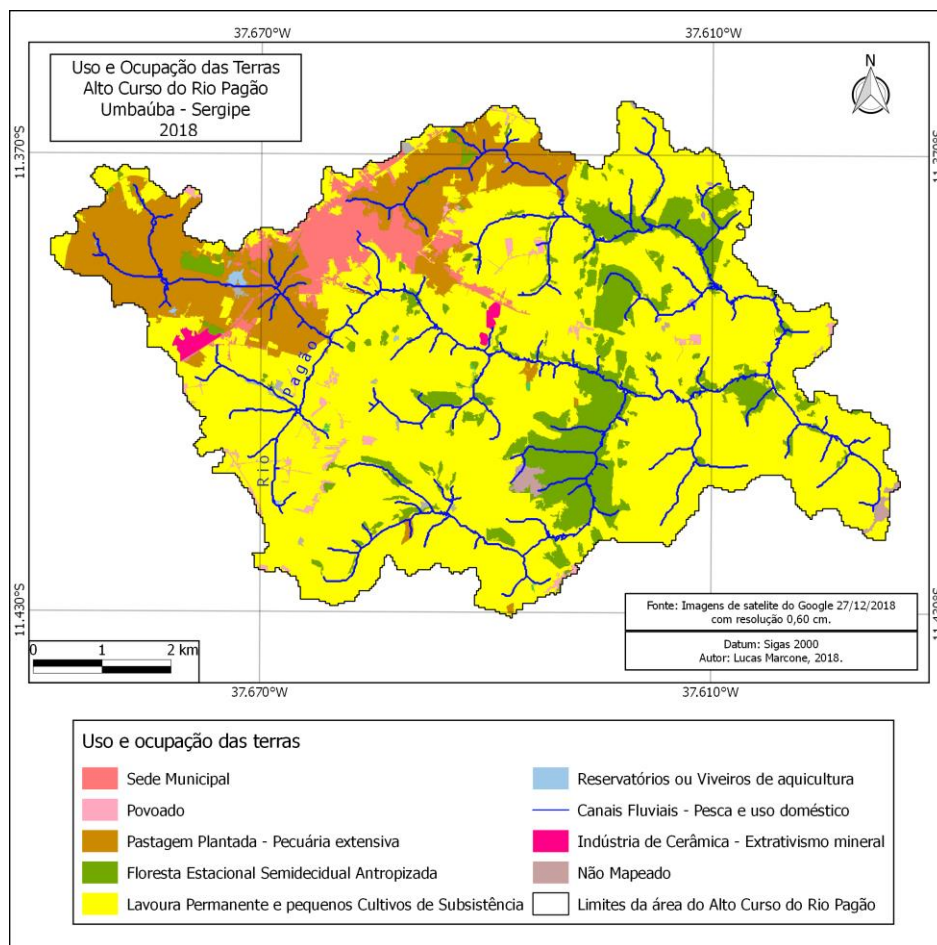 37.670°W
37.610°W
Uso e Ocupação das Terras
Alto Curso do Rio Pagão
Umbaúba - Sergipe
2018
N
11.370°S
11.370°S
Rio Pagão
11.430°S
11.430°S
Fonte: Imagens de satelite do Google 27/12/2018
com resolução 0,60 cm.
Datum: Sigas 2000
Autor: Lucas Marcone, 2018.
0 1 2 km
37.670°W
37.610°W
Uso e ocupação das terras
Sede Municipal
Povoado
Pastagem Plantada - Pecuária extensiva
Floresta Estacional Semidecidual Antropizada
Lavoura Permanente e pequenos Cultivos de Subsistência
Reservatórios ou Viveiros de aquicultura
Canais Fluviais - Pesca e uso doméstico
Indústria de Cerâmica - Extrativismo mineral
Não Mapeado
Limites da área do Alto Curso do Rio Pagão